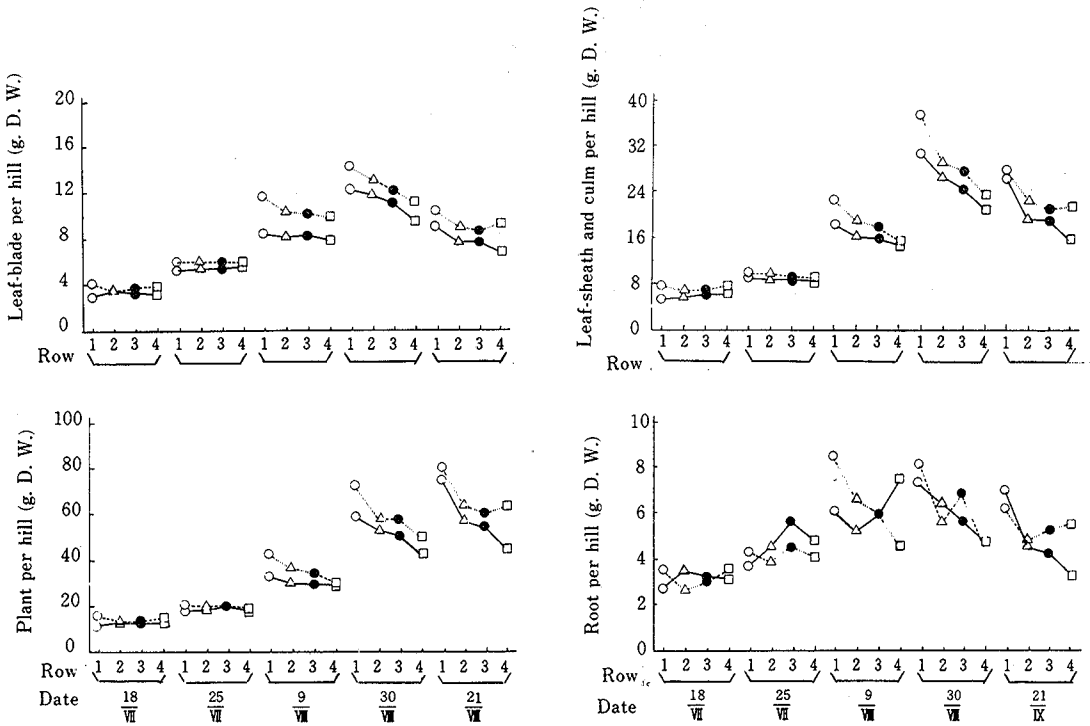 Leaf-blade per hill (g. D. W.)
20
16
12
8
4
0
1 2 3 4 1 2 3 4 1 2 3 4 1 2 3 4 1 2 3 4
Row
Leaf-sheath and culm per hill (g. D. W.)
40
32
24
16
8
0
1 2 3 4 1 2 3 4 1 2 3 4 1 2 3 4 1 2 3 4
Row
Plant per hill (g. D. W.)
100
80
60
40
20
0
Row 1 2 3 4 1 2 3 4 1 2 3 4 1 2 3 4 1 2 3 4
Date 18/VII 25/VII 9/VIII 30/VIII 21/VIII
Root per hill (g. D. W.)
10
8
6
4
2
0
Row 1 2 3 4 1 2 3 4 1 2 3 4 1 2 3 4 1 2 3 4
Date 18/VII 25/VII 9/VIII 30/VIII 21/IX